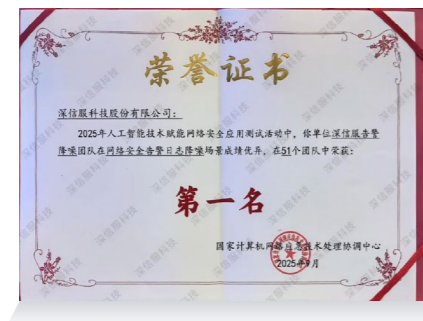 荣誉证书
深信服科技股份有限公司:
2025年人工智能技术赋能网络安全应用测试活动中,你单位深信服告警
降噪团队在网络安全告警日志降噪场景成绩优异,在51个团队中荣获:
第一名
国家计算机网络应急技术处理协调中心
2025年9月
深信服科技